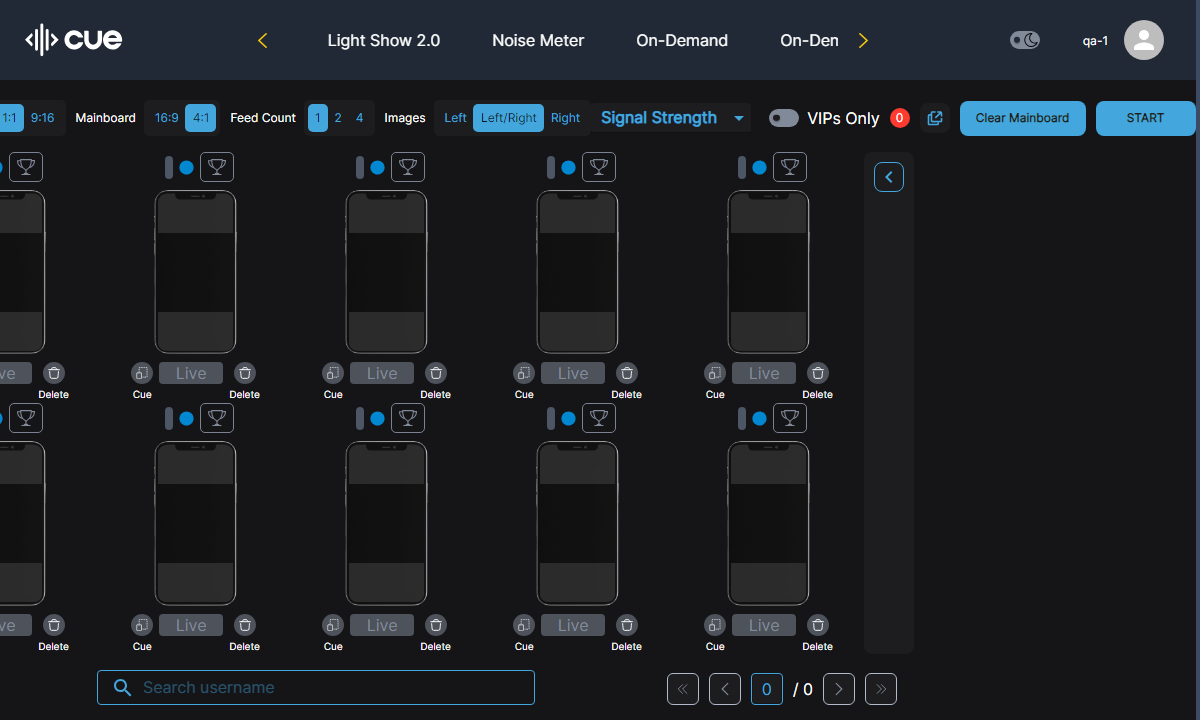 cue
Light Show 2.0 Noise Meter On-Demand On-Den qa-1
1:1 9:16 Mainboard 16:9 4:1 Feed Count 1 2 4 Images Left Left/Right Right Signal Strength VIPs Only 0 Clear Mainboard START
ve Live Live Live Live
Delete Cue Delete Cue Delete Cue Delete Cue Delete
ve Live Live Live Live
Delete Cue Delete Cue Delete Cue Delete Cue Delete
Search username 0 / 0